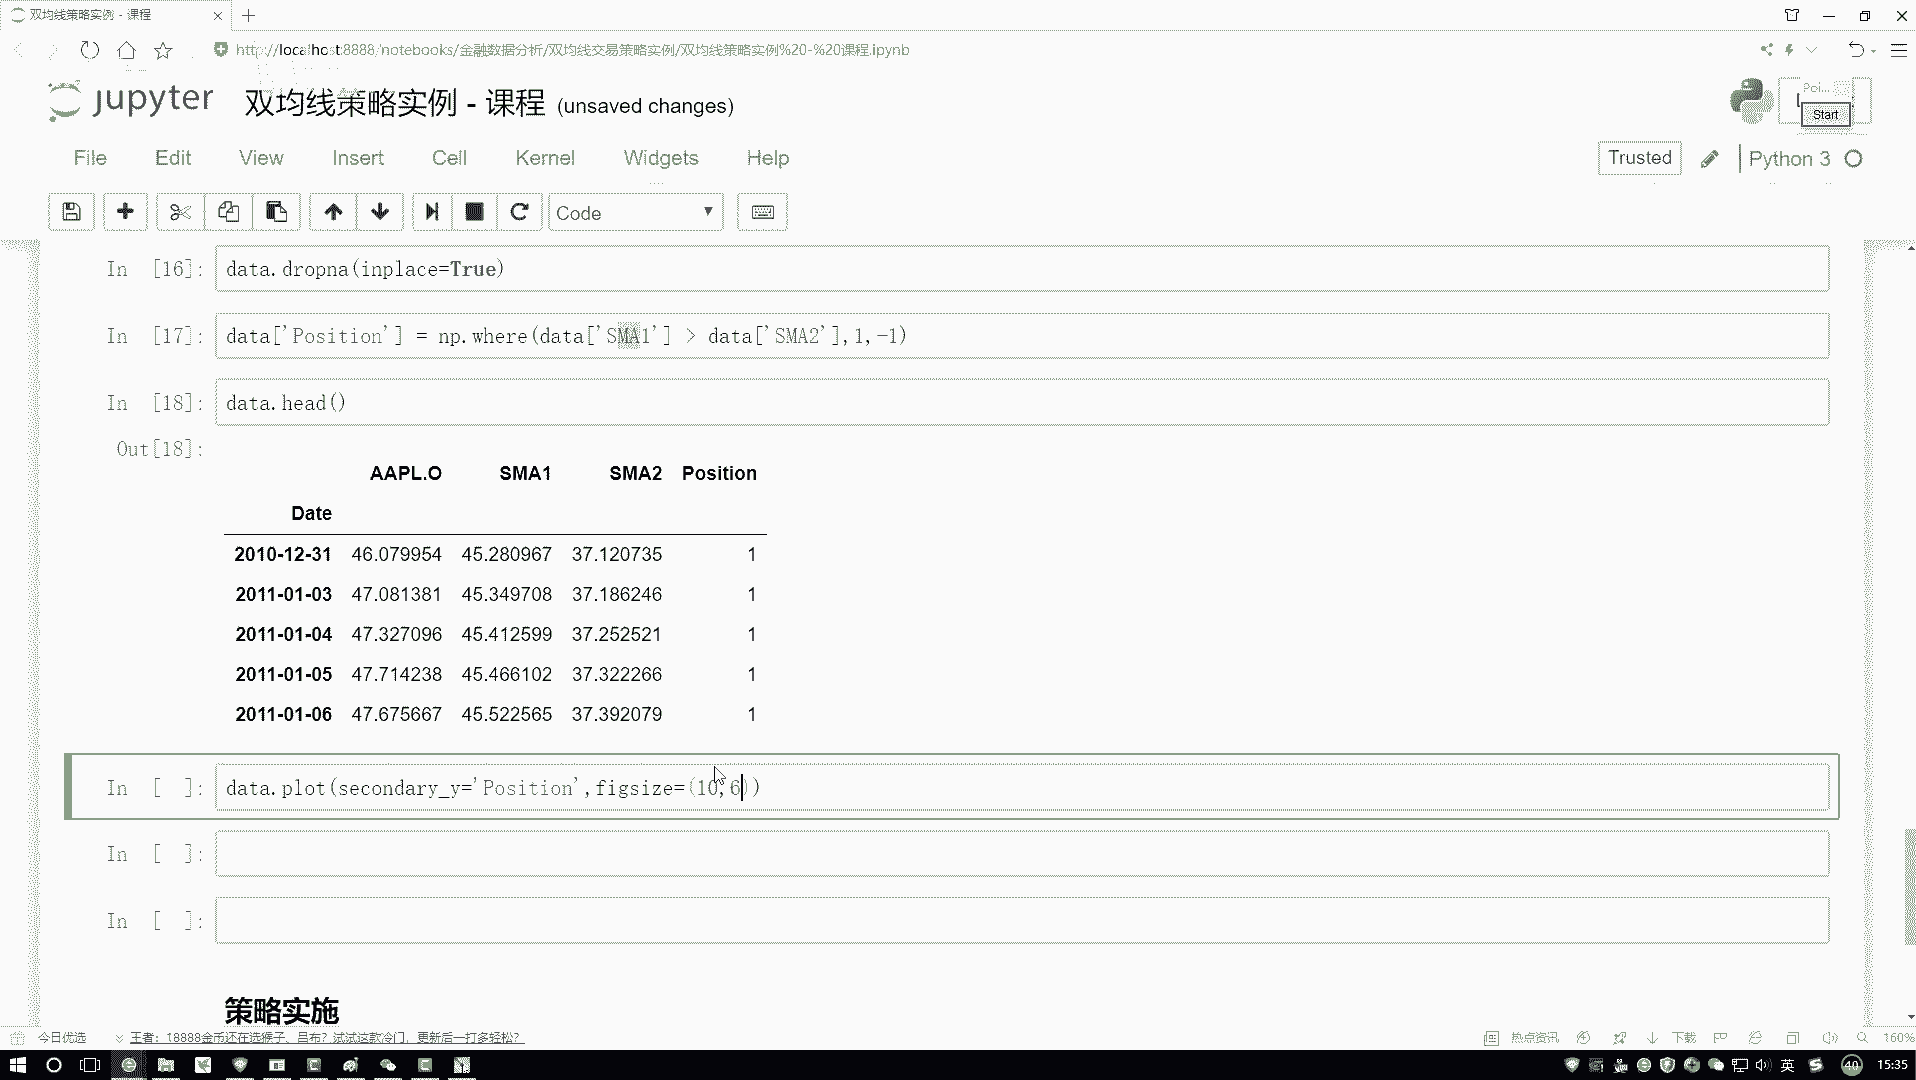 双均线策略实例 - 课程
http://localhost:8888/notebooks/金融数据分析/双均线交易策略实例/双均线策略实例%20-%20课程.ipynb
jupyter 双均线策略实例 - 课程 (unsaved changes)
Poi...
Start
File Edit View Insert Cell Kernel Widgets Help
Trusted Python 3
Code
In [16]: data.dropna(inplace=True)
In [17]: data['Position'] = np.where(data['SMA1'] > data['SMA2'],1,-1)
In [18]: data.head()
Out[18]:
AAPL.O SMA1 SMA2 Position
Date
2010-12-31 46.079954 45.280967 37.120735 1
2011-01-03 47.081381 45.349708 37.186246 1
2011-01-04 47.327096 45.412599 37.252521 1
2011-01-05 47.714238 45.466102 37.322266 1
2011-01-06 47.675667 45.522565 37.392079 1
In [ ]: data.plot(secondary_y='Position',figsize=(10,6))
In [ ]:
In [ ]:
策略实施
今日优选 王者：18888金币还在选猴子、吕布？试试这款冷门，更新后一打多轻松？ 热点资讯 下载 160%
英 40 15:35